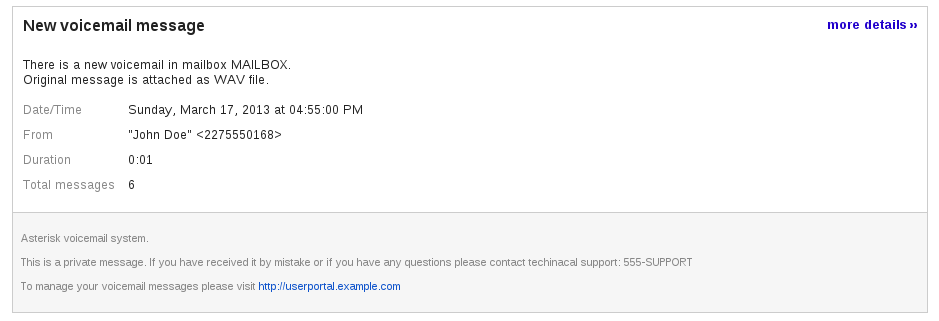 New voicemail message
more details ››
There is a new voicemail in mailbox MAILBOX.
Original message is attached as WAV file.
Date/Time Sunday, March 17, 2013 at 04:55:00 PM
From "John Doe" <2275550168>
Duration 0:01
Total messages 6
Asterisk voicemail system.
This is a private message. If you have received it by mistake or if you have any questions please contact techinacal support: 555-SUPPORT
To manage your voicemail messages please visit http://userportal.example.com